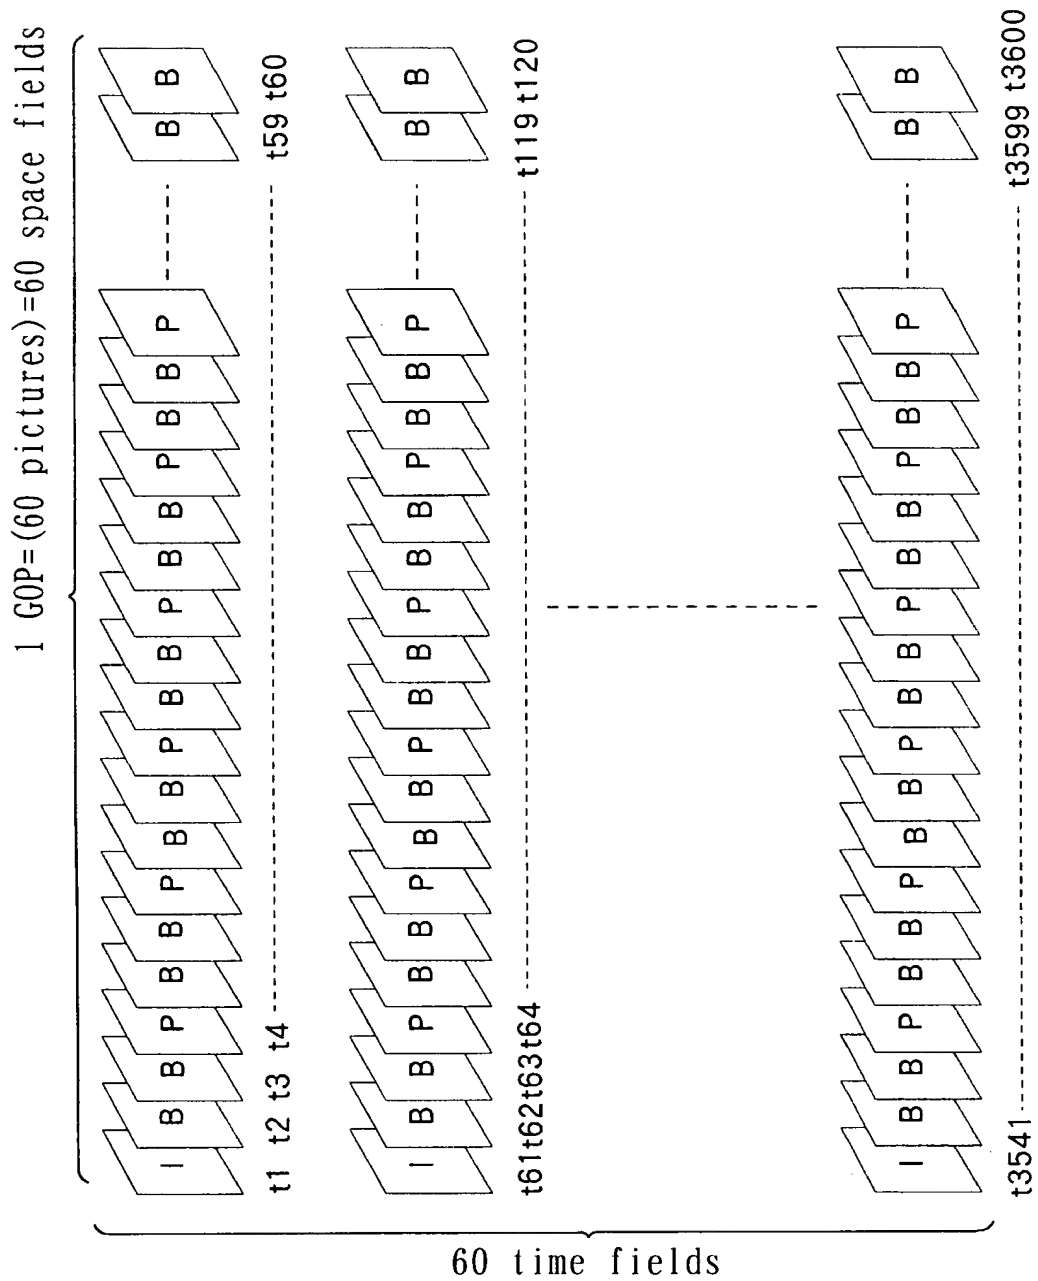 1 GOP=(60 pictures)=60 space fields
I B B P B B P B B P B B P B B P B B P B B
t1 t2 t3 t4 t59 t60
I B B P B B P B B P B B P B B P B B P B B
t61t62t63t64 t119 t120
I B B P B B P B B P B B P B B P B B P B B
t3541 t3599 t3600
60 time fields